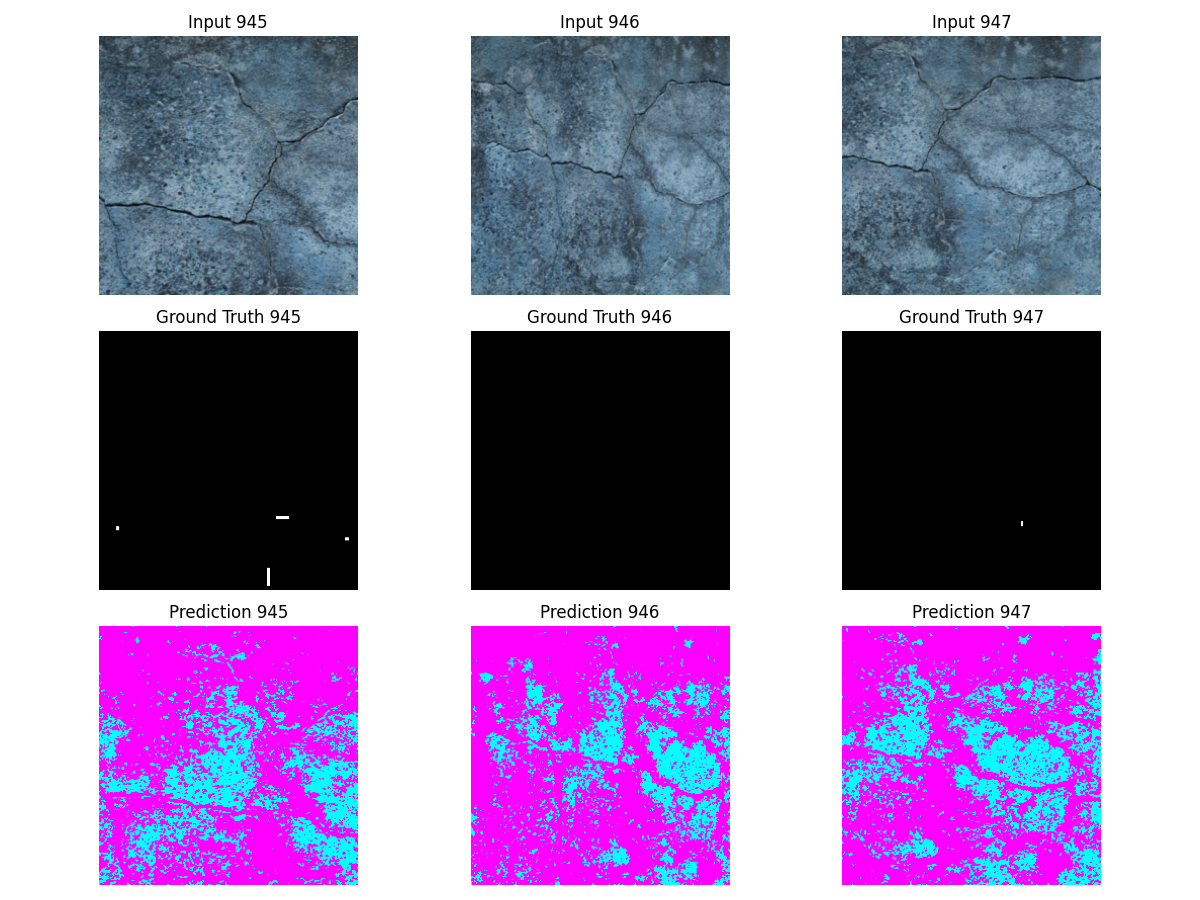 Input 945
Input 946
Input 947
Ground Truth 945
Ground Truth 946
Ground Truth 947
Prediction 945
Prediction 946
Prediction 947